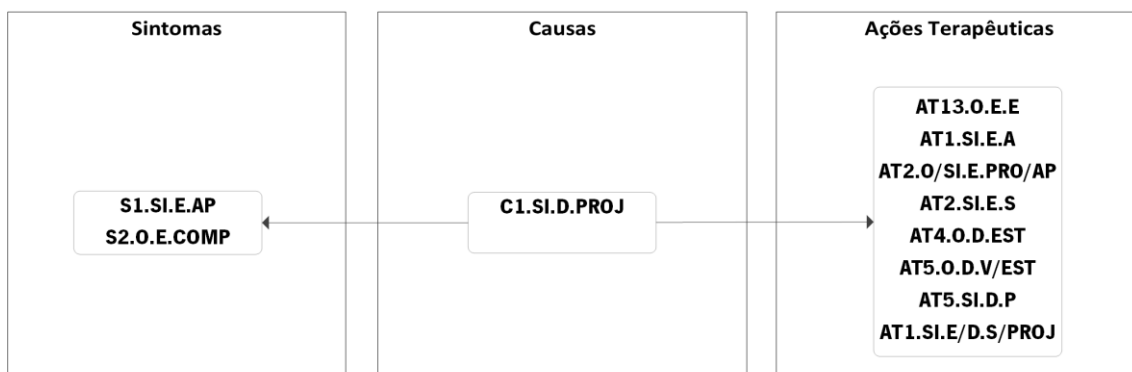 Sintomas
Causas
Ações Terapêuticas
S1.SI.E.AP
S2.O.E.COMP
C1.SI.D.PROJ
AT13.O.E.E
AT1.SI.E.A
AT2.O/SI.E.PRO/AP
AT2.SI.E.S
AT4.O.D.EST
AT5.O.D.V/EST
AT5.SI.D.P
AT1.SI.E/D.S/PROJ